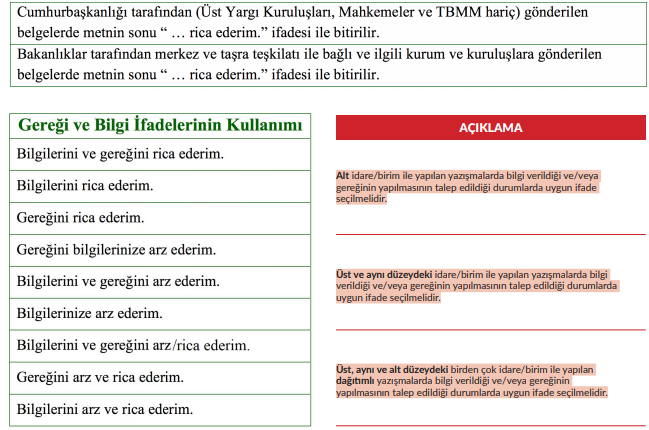 Cumhurbaşkanlığı tarafından (Üst Yargı Kuruluşları, Mahkemeler ve TBMM hariç) gönderilen
belgelerde metnin sonu “ … rica ederim.” ifadesi ile bitirilir.
Bakanlıklar tarafından merkez ve taşra teşkilatı ile bağlı ve ilgili kurum ve kuruluşlara gönderilen
belgelerde metnin sonu “ … rica ederim.” ifadesi ile bitirilir.
Gereği ve Bilgi İfadelerinin Kullanımı
Bilgilerini ve gereğini rica ederim.
Bilgilerini rica ederim.
Gereğini rica ederim.
Gereğini bilgilerinize arz ederim.
Bilgilerini ve gereğini arz ederim.
Bilgilerinize arz ederim.
Bilgilerini ve gereğini arz/rica ederim.
Gereğini arz ve rica ederim.
Bilgilerini arz ve rica ederim.
AÇIKLAMA
Alt idare/birim ile yapılan yazışmalarda bilgi verildiği ve/veya
gereğinin yapılmasının talep edildiği durumlarda uygun ifade
seçilmelidir.
Üst ve aynı düzeydeki idare/birim ile yapılan yazışmalarda bilgi
verildiği ve/veya gereğinin yapılmasının talep edildiği durumlarda
uygun ifade seçilmelidir.
Üst, aynı ve alt düzeydeki birden çok idare/birim ile yapılan
dağıtımlı yazışmalarda bilgi verildiği ve/veya gereğinin
yapılmasının talep edildiği durumlarda uygun ifade seçilmelidir.